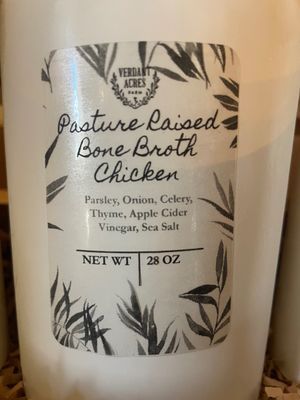 VERDANT
ACRES
FARM
Pasture Raised
Bone Broth
Chicken
Parsley, Onion, Celery,
Thyme, Apple Cider
Vinegar, Sea Salt
NET WT 28 OZ